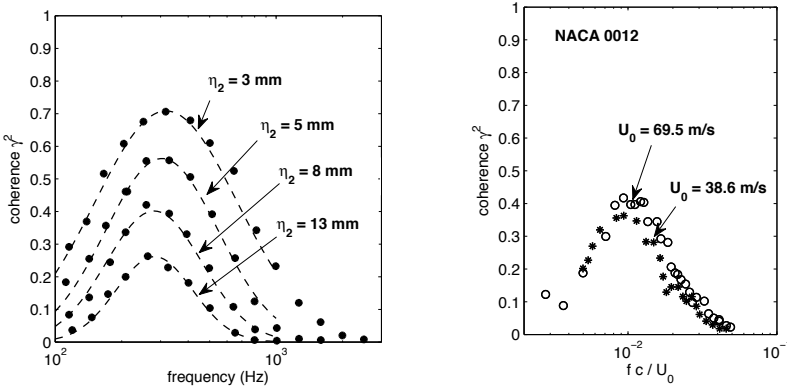 1
0.9
0.8
0.7
0.6
0.5
0.4
0.3
0.2
0.1
0
coherence γ²
η₂ = 3 mm
η₂ = 5 mm
η₂ = 8 mm
η₂ = 13 mm
10²
10³
frequency (Hz)
1
0.9
0.8
0.7
0.6
0.5
0.4
0.3
0.2
0.1
0
coherence γ²
NACA 0012
U₀ = 69.5 m/s
U₀ = 38.6 m/s
10⁻²
10⁻
f c / U₀